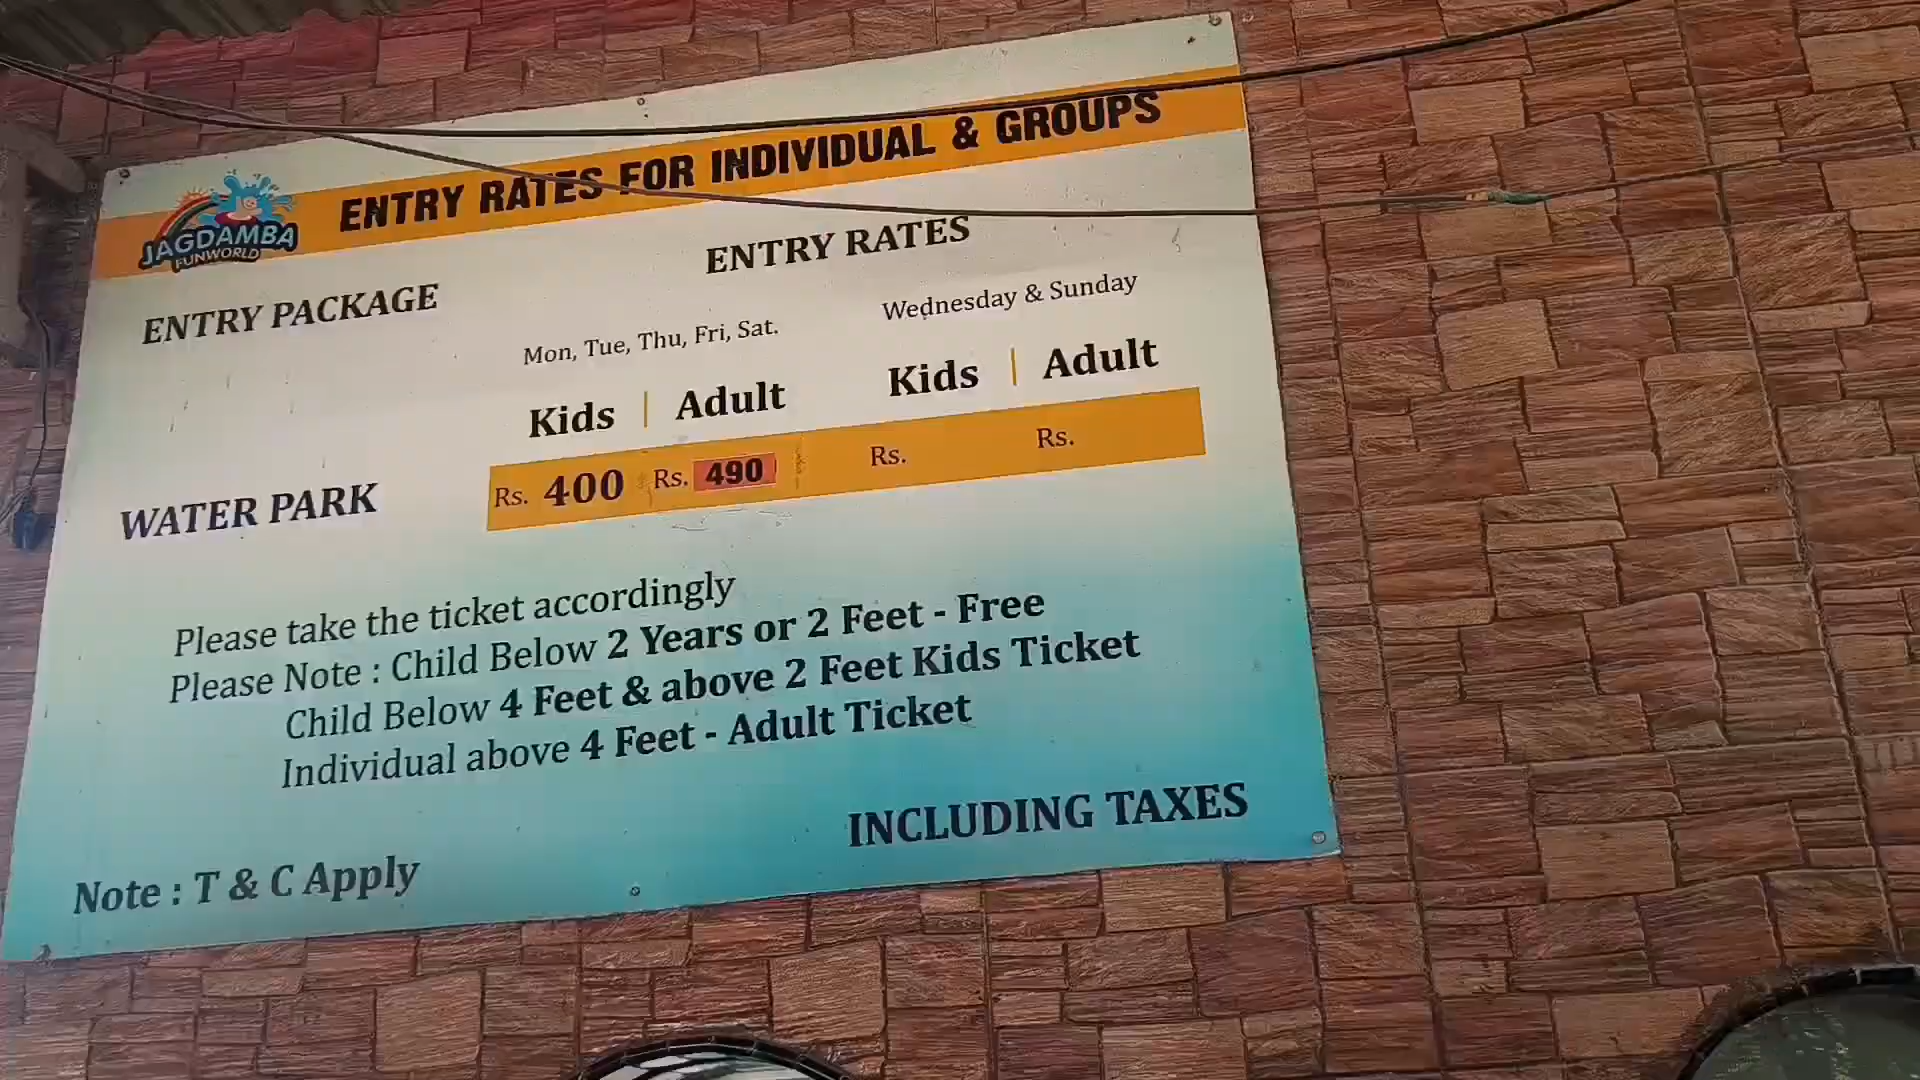 ENTRY RATES FOR INDIVIDUAL & GROUPS
JAGDAMBA
FUNWORLD
ENTRY PACKAGE
ENTRY RATES
Mon, Tue, Thu, Fri, Sat.
Wednesday & Sunday
Kids | Adult
Kids | Adult
WATER PARK
Rs. 400 Rs. 490 Rs. Rs.
Please take the ticket accordingly
Please Note : Child Below 2 Years or 2 Feet - Free
Child Below 4 Feet & above 2 Feet Kids Ticket
Individual above 4 Feet - Adult Ticket
INCLUDING TAXES
Note : T & C Apply